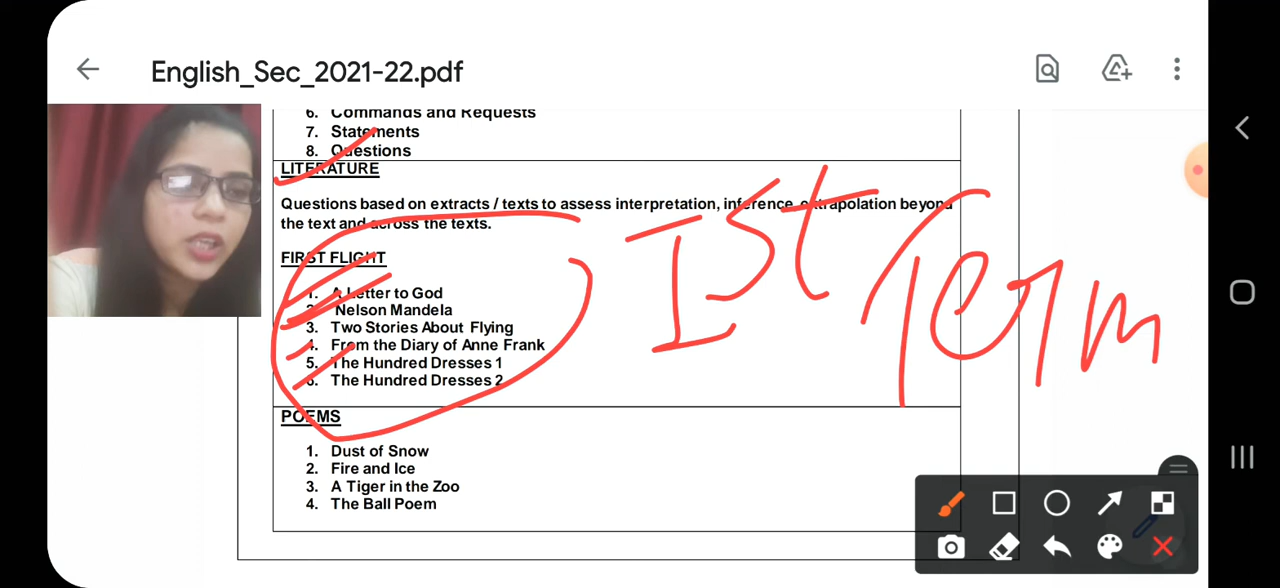 English_Sec_2021-22.pdf
6. Commands and Requests
7. Statements
8. Questions
LITERATURE
Questions based on extracts / texts to assess interpretation, inference, extrapolation beyond
the text and across the texts.
FIRST FLIGHT
1. A Letter to God
2. Nelson Mandela
3. Two Stories About Flying
4. From the Diary of Anne Frank
5. The Hundred Dresses 1
6. The Hundred Dresses 2
Ist Term
POEMS
1. Dust of Snow
2. Fire and Ice
3. A Tiger in the Zoo
4. The Ball Poem